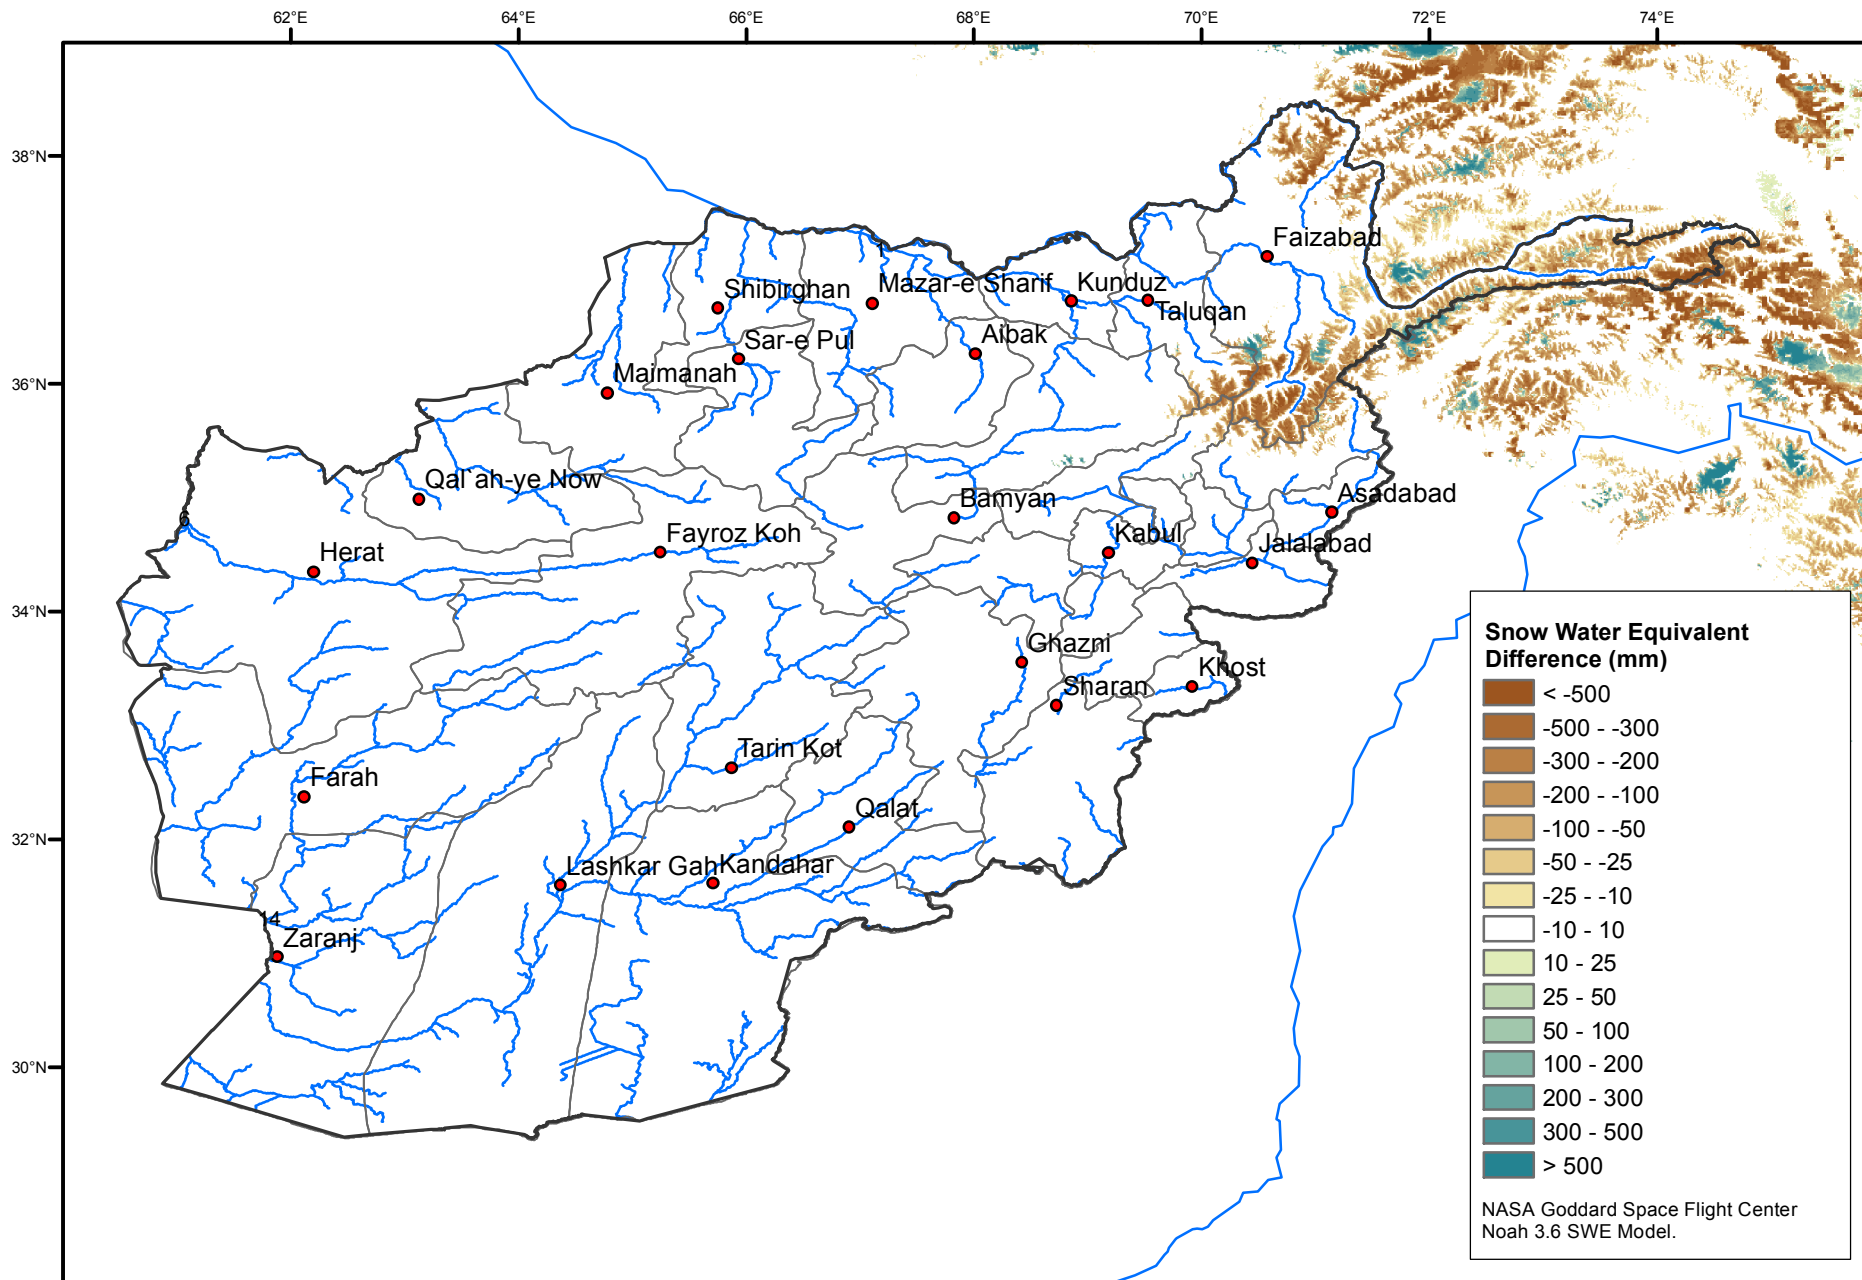 62°E 64°E 66°E 68°E 70°E 72°E 74°E
38°N
36°N
34°N
32°N
30°N
Faizabad
Shibirghan
Mazar-e Sharif
Kunduz
Taluqan
Sar-e Pul
Aibak
Maimanah
Qal ah-ye Now
Bamyan
Asadabad
6
Herat
Fayroz Koh
Kabul
Jalalabad
Ghazni
Khost
Sharan
Tarin Kot
Farah
Qalat
Lashkar Gah
Kandahar
14
Zaranj
Snow Water Equivalent
Difference (mm)
< -500
-500 - -300
-300 - -200
-200 - -100
-100 - -50
-50 - -25
-25 - -10
-10 - 10
10 - 25
25 - 50
50 - 100
100 - 200
200 - 300
300 - 500
> 500
NASA Goddard Space Flight Center
Noah 3.6 SWE Model.